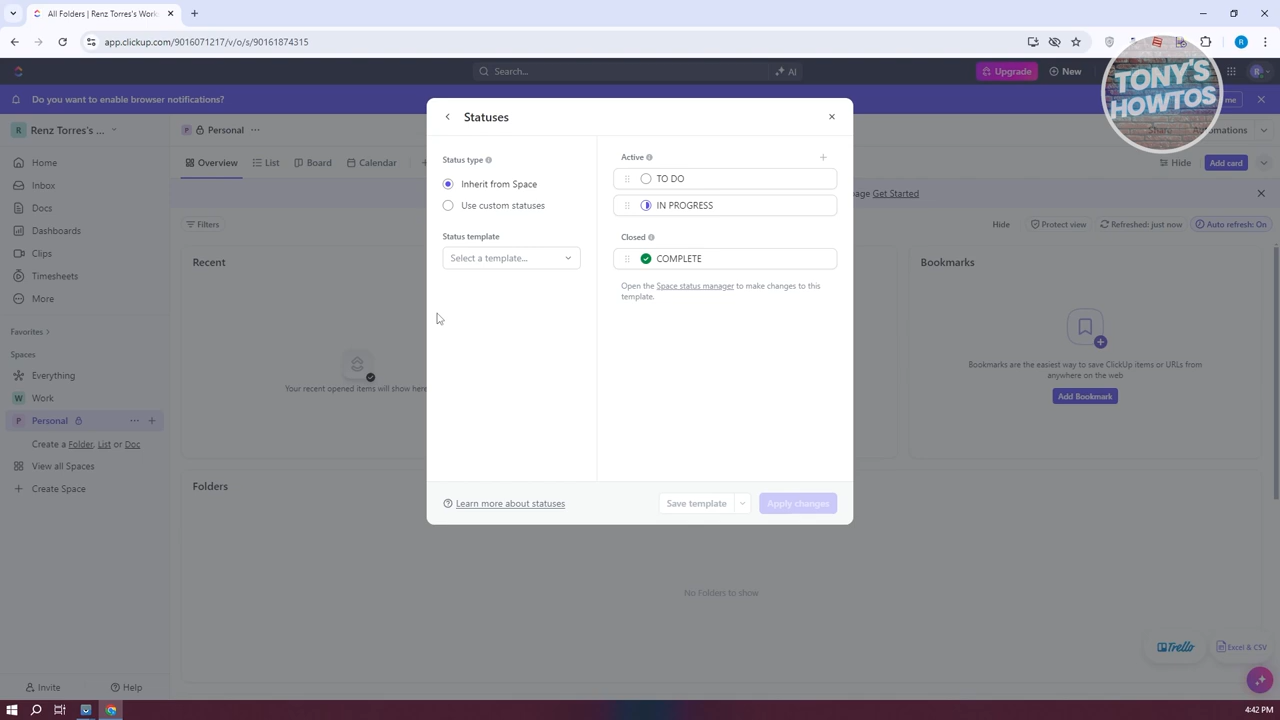 All Folders | Renz Torres's Work
app.clickup.com/9016071217/v/o/s/90161874315
R
Search...
AI
Upgrade
New
R
TONY'S
HOWTOS
Do you want to enable browser notifications?
me
R Renz Torres's ...
P Personal
Share
Automations
Overview
List
Board
Calendar
Hide
Add card
age Get Started
Filters
Hide
Protect view
Refreshed: just now
Auto refresh: On
Home
Inbox
Docs
Dashboards
Clips
Timesheets
More
Favorites
Spaces
Everything
W Work
P Personal
Create a Folder, List or Doc
View all Spaces
Create Space
Invite
Help
Recent
Your recent opened items will show here
Folders
No Folders to show
Bookmarks
Bookmarks are the easiest way to save ClickUp items or URLs from
anywhere on the web
Add Bookmark
Statuses
Status type
Inherit from Space
Use custom statuses
Status template
Select a template...
Active
TO DO
IN PROGRESS
Closed
COMPLETE
Open the Space status manager to make changes to this
template.
Learn more about statuses
Save template
Apply changes
Trello
Excel & CSV
4:42 PM